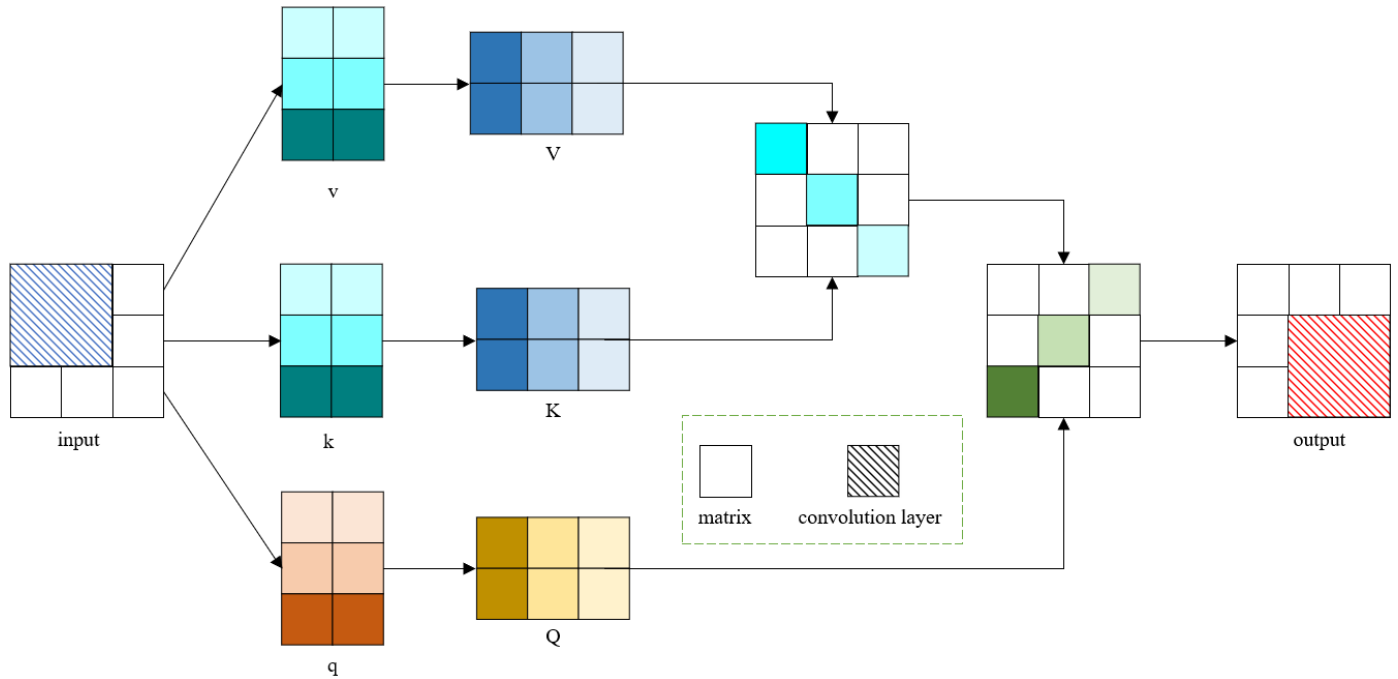 v
V
input
k
K
matrix
convolution layer
output
q
Q